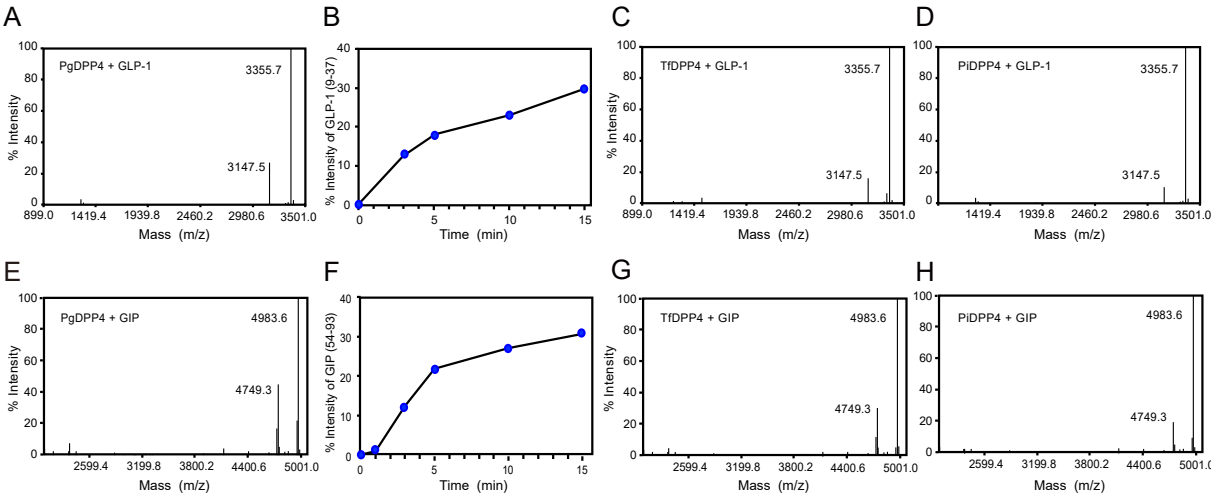 A
% Intensity
100
80
60
40
20
0
PgDPP4 + GLP-1
3355.7
3147.5
899.0 1419.4 1939.8 2460.2 2980.6 3501.0
Mass (m/z)
B
% Intensity of GLP-1 (9-37)
40
30
20
10
0
0 5 10 15
Time (min)
C
% Intensity
100
80
60
40
20
0
TfDPP4 + GLP-1
3355.7
3147.5
899.0 1419.4 1939.8 2460.2 2980.6 3501.0
Mass (m/z)
D
100
80
60
40
20
0
PiDPP4 + GLP-1
3355.7
3147.5
1419.4 1939.8 2460.2 2980.6 3501.0
Mass (m/z)
E
% Intensity
100
80
60
40
20
0
PgDPP4 + GIP
4983.6
4749.3
2599.4 3199.8 3800.2 4400.6 5001.0
Mass (m/z)
F
% Intensity of GIP (54-93)
40
30
20
10
0
0 5 10 15
Time (min)
G
% Intensity
100
80
60
40
20
0
TfDPP4 + GIP
4983.6
4749.3
2599.4 3199.8 3800.2 4400.6 5001.0
Mass (m/z)
H
% Intensity
100
80
60
40
20
0
PiDPP4 + GIP
4983.6
4749.3
2599.4 3199.8 3800.2 4400.6 5001.0
Mass (m/z)